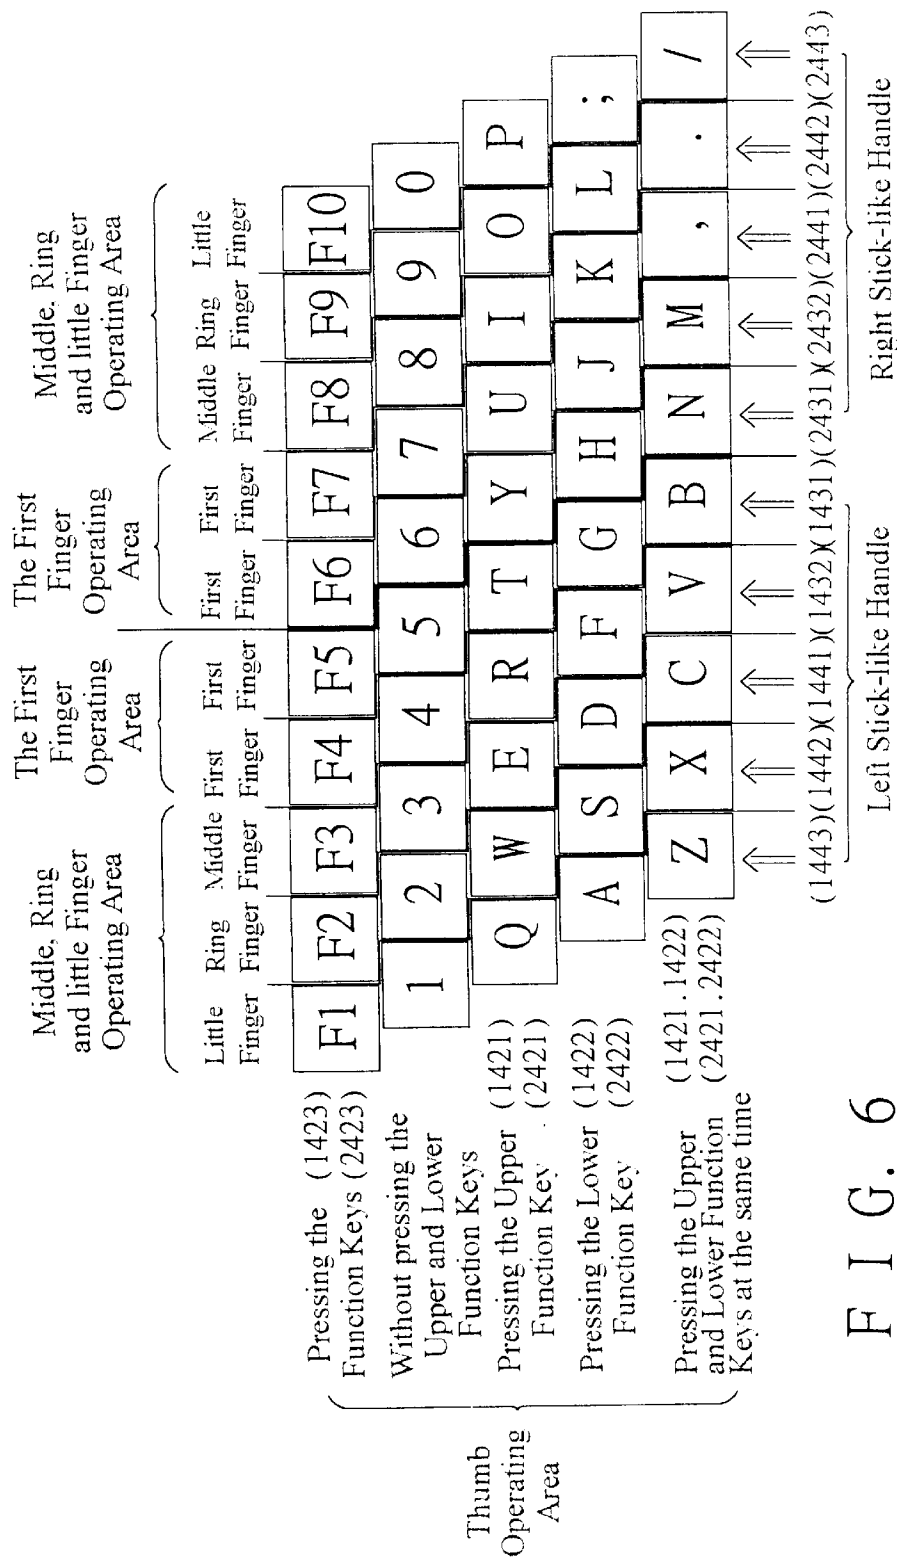 Middle, Ring
and little Finger
Operating Area
The First
Finger
Operating
Area
The First
Finger
Operating
Area
Middle, Ring
and little Finger
Operating Area
Little
Finger
Ring
Finger
Middle
Finger
First
Finger
First
Finger
First
Finger
First
Finger
Middle
Finger
Ring
Finger
Little
Finger
Thumb
Operating
Area
Pressing the (1423)
Function Keys (2423)
F1 F2 F3 F4 F5 F6 F7 F8 F9 F10
Without pressing the
Upper and Lower
Function Keys
1 2 3 4 5 6 7 8 9 0
Pressing the Upper (1421)
Function Key (2421)
Q W E R T Y U I O P
Pressing the Lower (1422)
Function Key (2422)
A S D F G H J K L ;
Pressing the Upper (1421.1422)
and Lower Function (2421.2422)
Keys at the same time
Z X C V B N M , . /
(1443)(1442)(1441)(1432)(1431)(2431)(2432)(2441)(2442)(2443)
Left Stick-like Handle
Right Stick-like Handle
FIG. 6